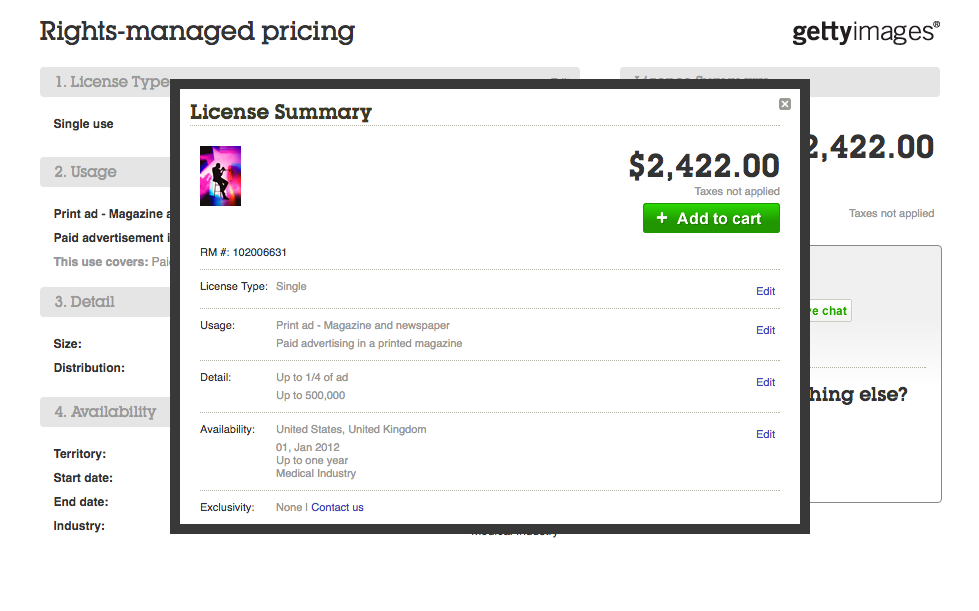 Rights-managed pricing
gettyimages®
1. License Type
License Summary
Single use
2,422.00
Taxes not applied
2. Usage
Print ad - Magazine
Paid advertisement
This use covers:
3. Detail
Size:
Distribution:
chat
hing else?
4. Availability
Territory:
Start date:
End date:
Industry:
Medical Industry
License Summary
$2,422.00
Taxes not applied
+ Add to cart
RM #: 102006631
License Type: Single Edit
Usage: Print ad - Magazine and newspaper Edit
Paid advertising in a printed magazine
Detail: Up to 1/4 of ad Edit
Up to 500,000
Availability: United States, United Kingdom Edit
01, Jan 2012
Up to one year
Medical Industry
Exclusivity: None | Contact us